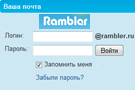 Ваша почта
Rambler
Логин: @rambler.ru
Пароль: Войти
Запомнить меня
Забыли пароль?